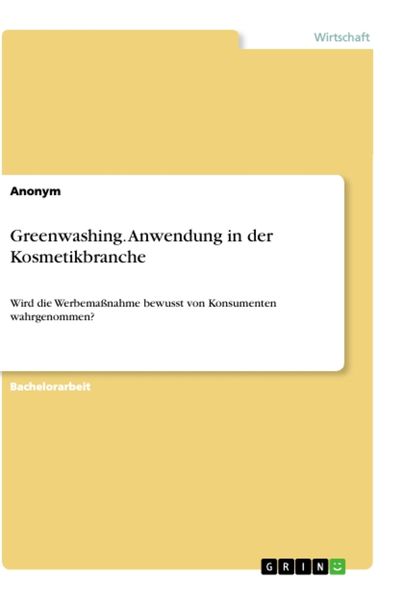 Wirtschaft
Anonym
Greenwashing. Anwendung in der
Kosmetikbranche
Wird die Werbemaßnahme bewusst von Konsumenten
wahrgenommen?
Bachelorarbeit
GRIN